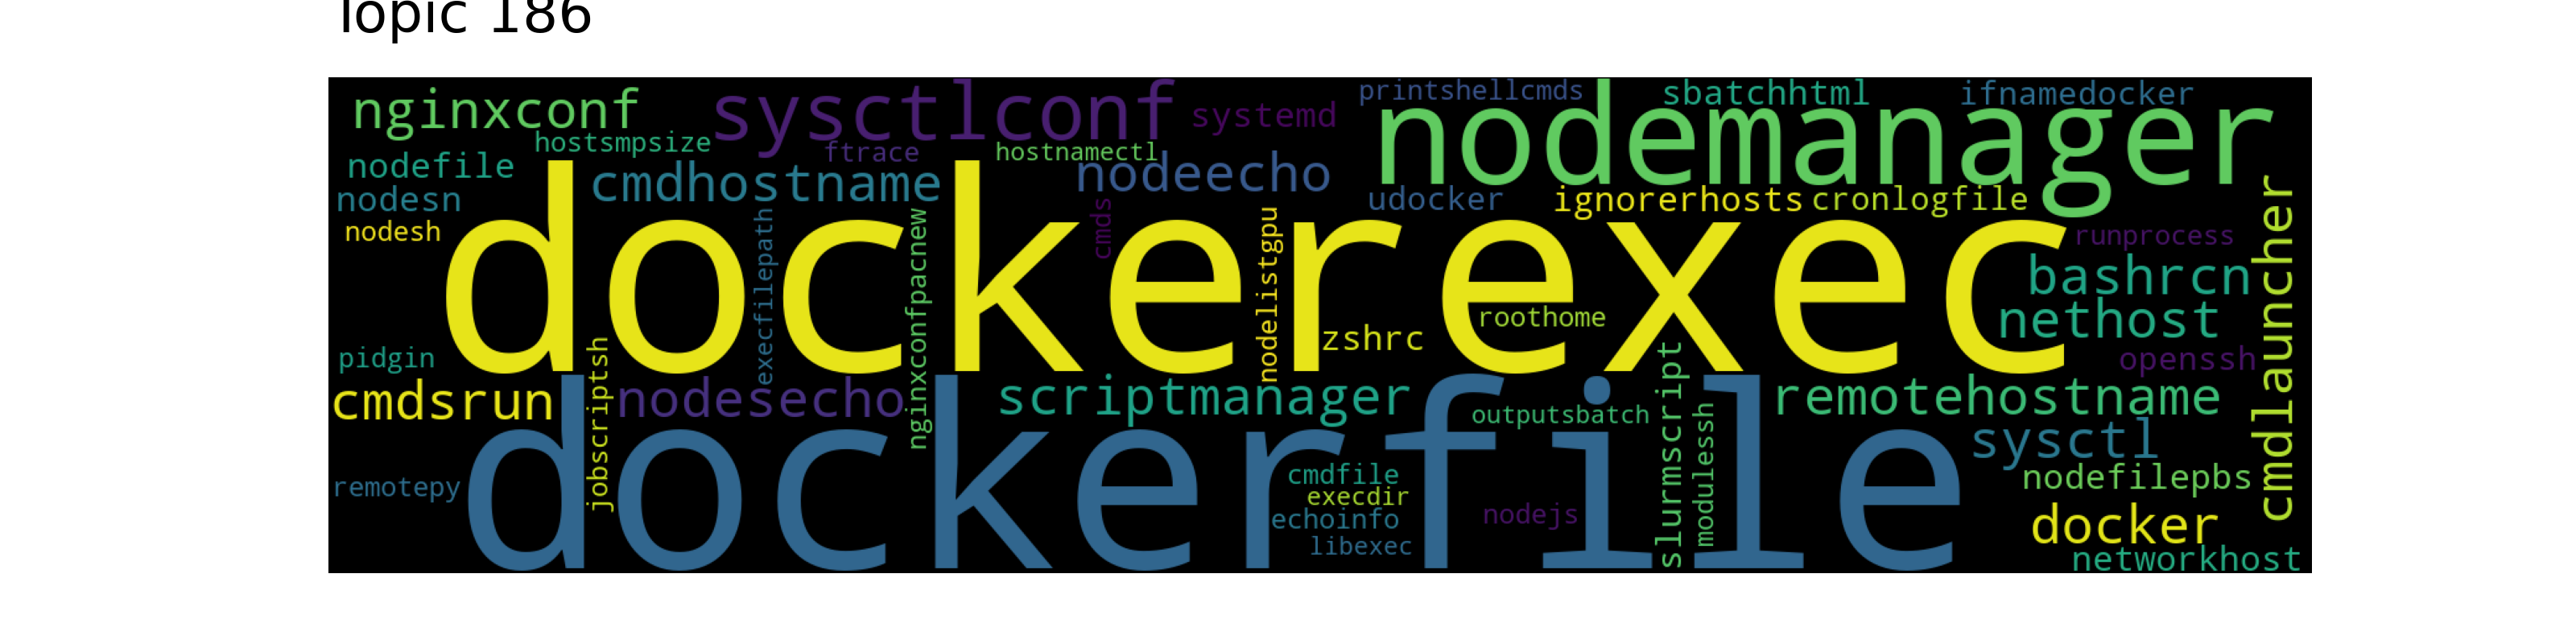 Topic 186
printshellcmds
sbatchhtml
ifnamedocker
nginxconf
sysctlconf
systemd
nodemanager
hostsmpsize
ftrace
hostnamectl
nodefile
cmdhostname
nodeecho
nodesn
udocker
ignorerhosts
cronlogfile
nodesh
dockerexec
execfilepath
nginxconfpacnew
cmds
nodelistgpu
runprocess
bashrcn
cmdlauncher
roothome
nethost
zshrc
pidgin
openssh
cmdsrun
jobscriptsh
nodesecho
scriptmanager
outputsbatch
slurmscript
modulessh
remotehostname
sysctl
dockerfile
cmdfile
nodefilepbs
remotepy
execdir
echoinfo
nodejs
docker
libexec
networkhost